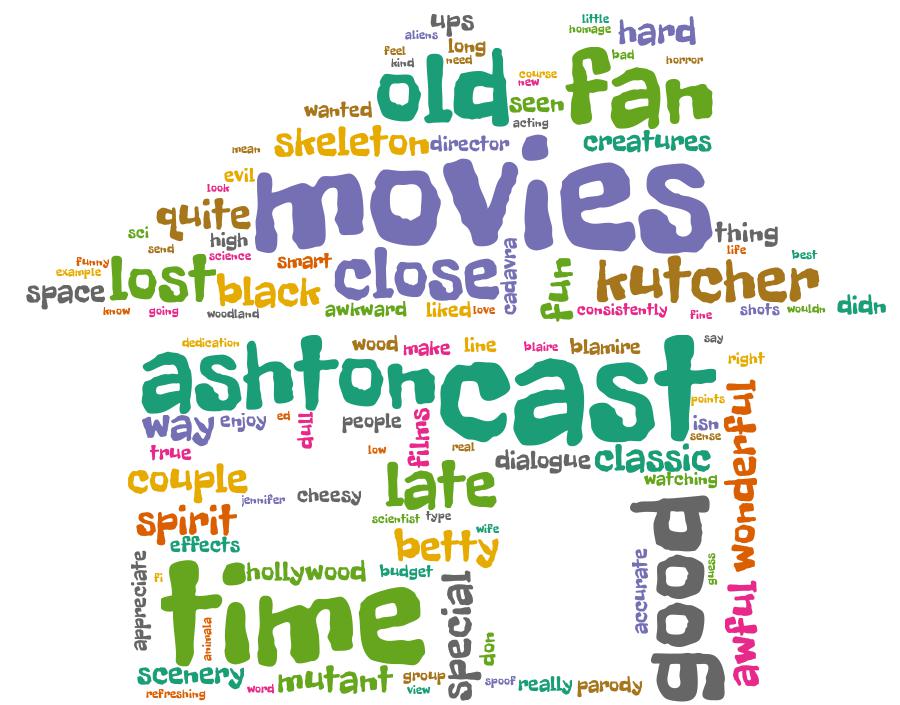 ups
little
homage
aliens
hard
feel
long
bad
kind
need
horror
old
course
new
fan
wanted
seen
acting
skeleton
director
creatures
mean
movies
evil
look
quite
sci
high
thing
send
science
life
funny
example
lost
smart
close
cadavra
fun
kutcher
best
space
black
know
going
woodland
awkward
liked
love
consistently
fine
shots
wouldn
didn
dedication
wood
make
line
blaire
blamire
say
right
ashton
cast
points
way
enjoy
ed
dull
people
films
isn
sense
true
low
real
dialogue
classic
wonderful
couple
jennifer
cheesy
late
watching
spirit
scientist
type
wife
effects
betty
good
appreciate
fi
hollywood
budget
accurate
guess
time
animala
special
don
awful
scenery
mutant
group
refreshing
word
view
spoof
really
parody